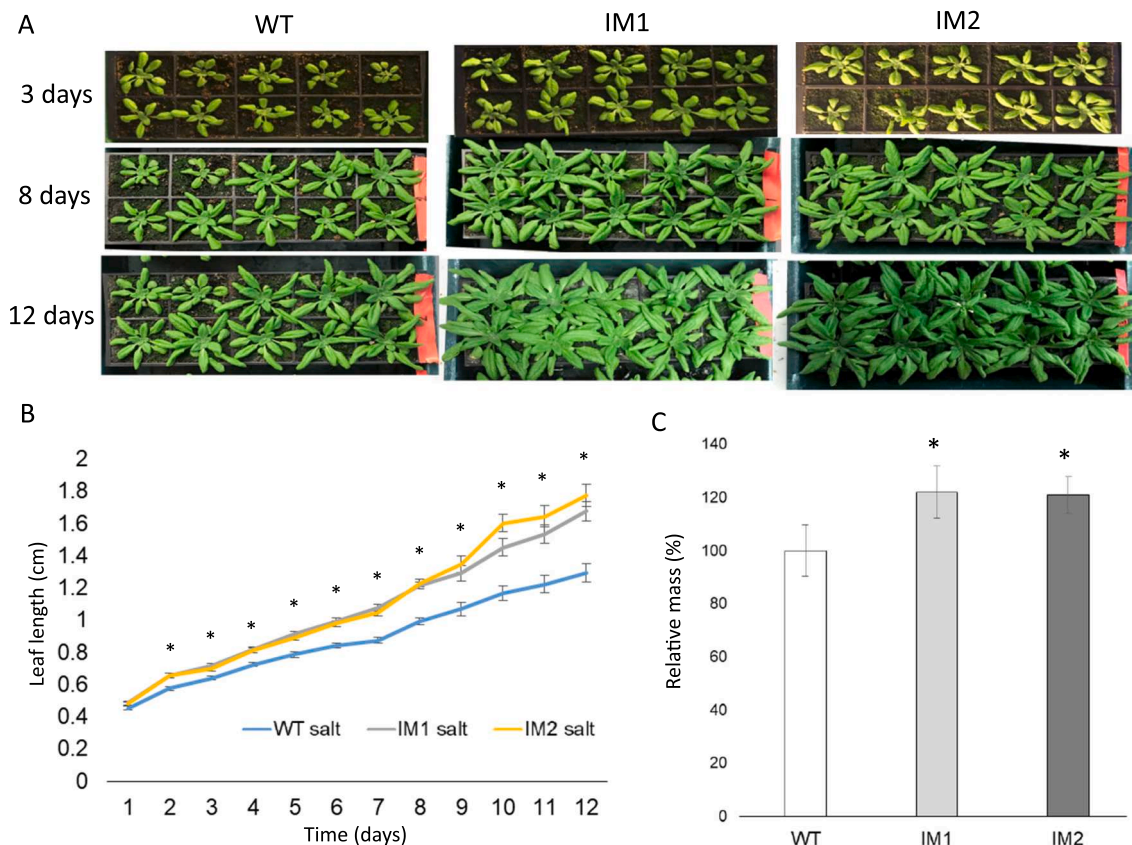 A
WT
IM1
IM2
3 days
8 days
12 days
B
Leaf length (cm)
2
1.8
1.6
1.4
1.2
1
0.8
0.6
0.4
0.2
0
* * * * * * * * * * *
WT salt IM1 salt IM2 salt
1 2 3 4 5 6 7 8 9 10 11 12
Time (days)
C
Relative mass (%)
140
120
100
80
60
40
20
0
* *
WT IM1 IM2